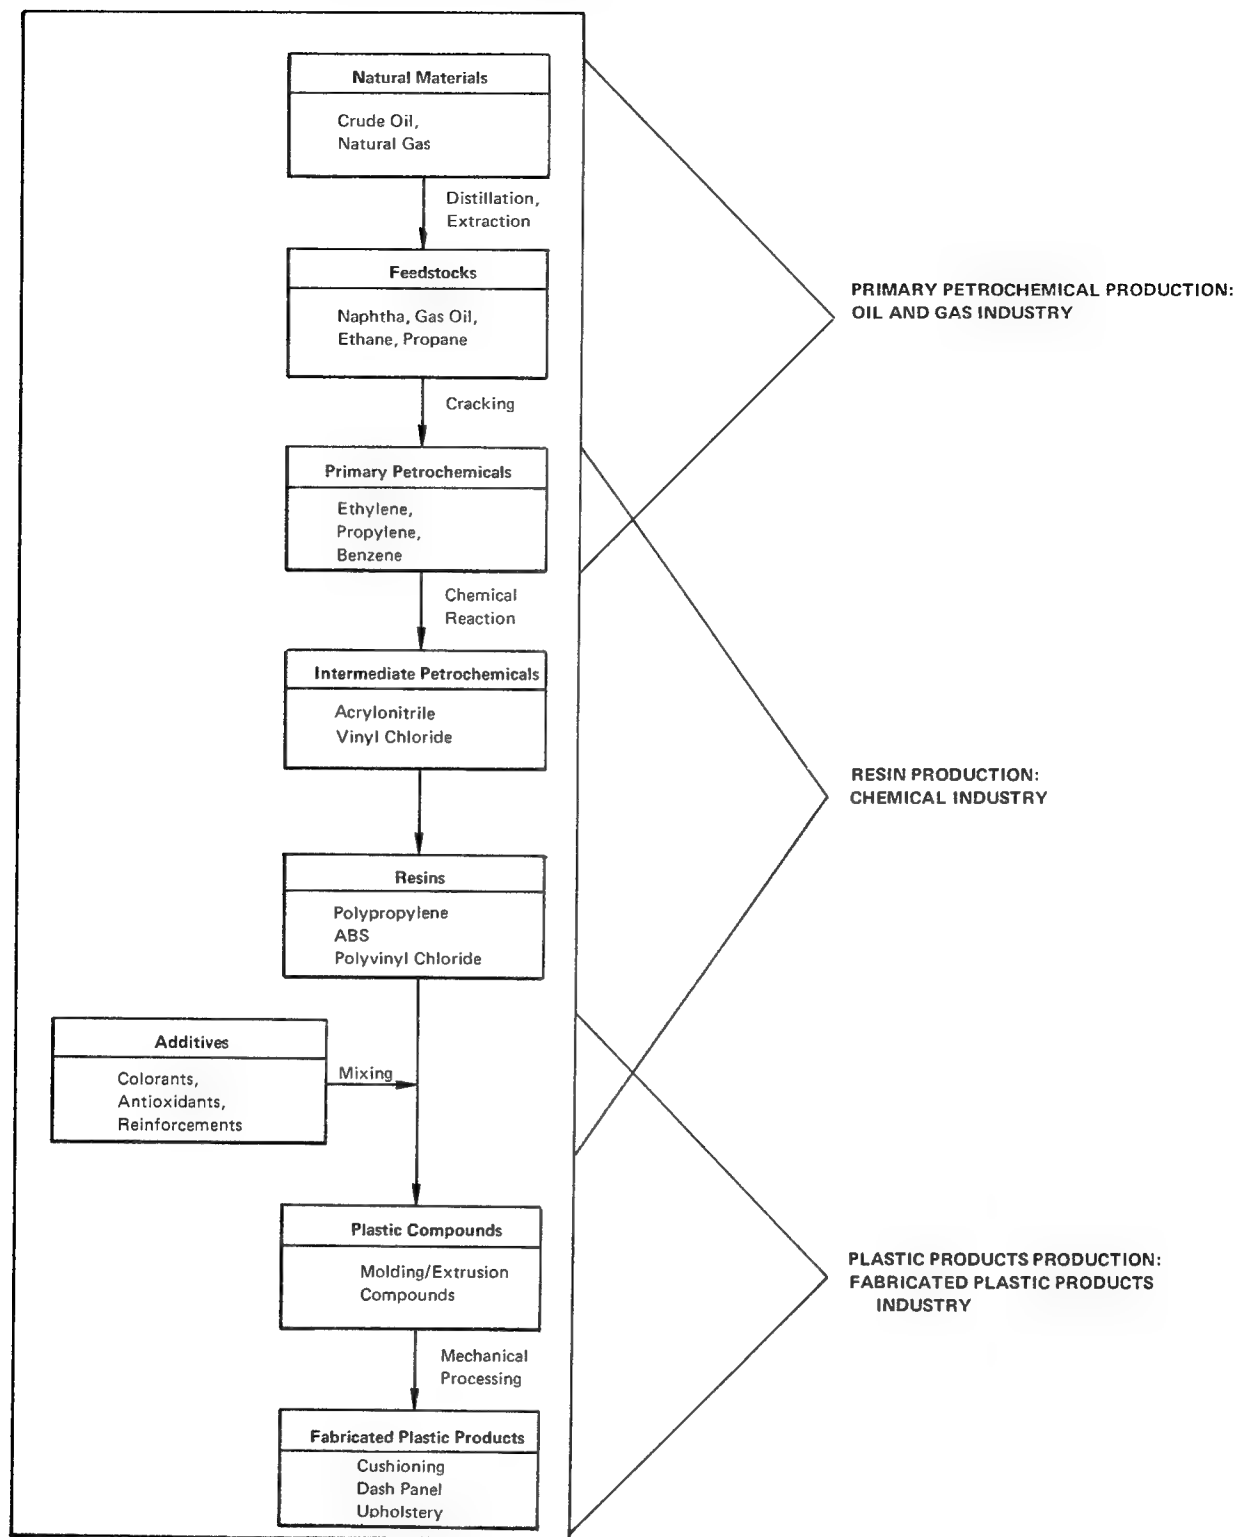 Natural Materials
Crude Oil,
Natural Gas
Distillation,
Extraction
Feedstocks
Naphtha, Gas Oil,
Ethane, Propane
PRIMARY PETROCHEMICAL PRODUCTION:
OIL AND GAS INDUSTRY
Cracking
Primary Petrochemicals
Ethylene,
Propylene,
Benzene
Chemical
Reaction
Intermediate Petrochemicals
Acrylonitrile
Vinyl Chloride
RESIN PRODUCTION:
CHEMICAL INDUSTRY
Resins
Polypropylene
ABS
Polyvinyl Chloride
Additives
Colorants,
Antioxidants,
Reinforcements
Mixing
Plastic Compounds
Molding/Extrusion
Compounds
PLASTIC PRODUCTS PRODUCTION:
FABRICATED PLASTIC PRODUCTS
INDUSTRY
Mechanical
Processing
Fabricated Plastic Products
Cushioning
Dash Panel
Upholstery